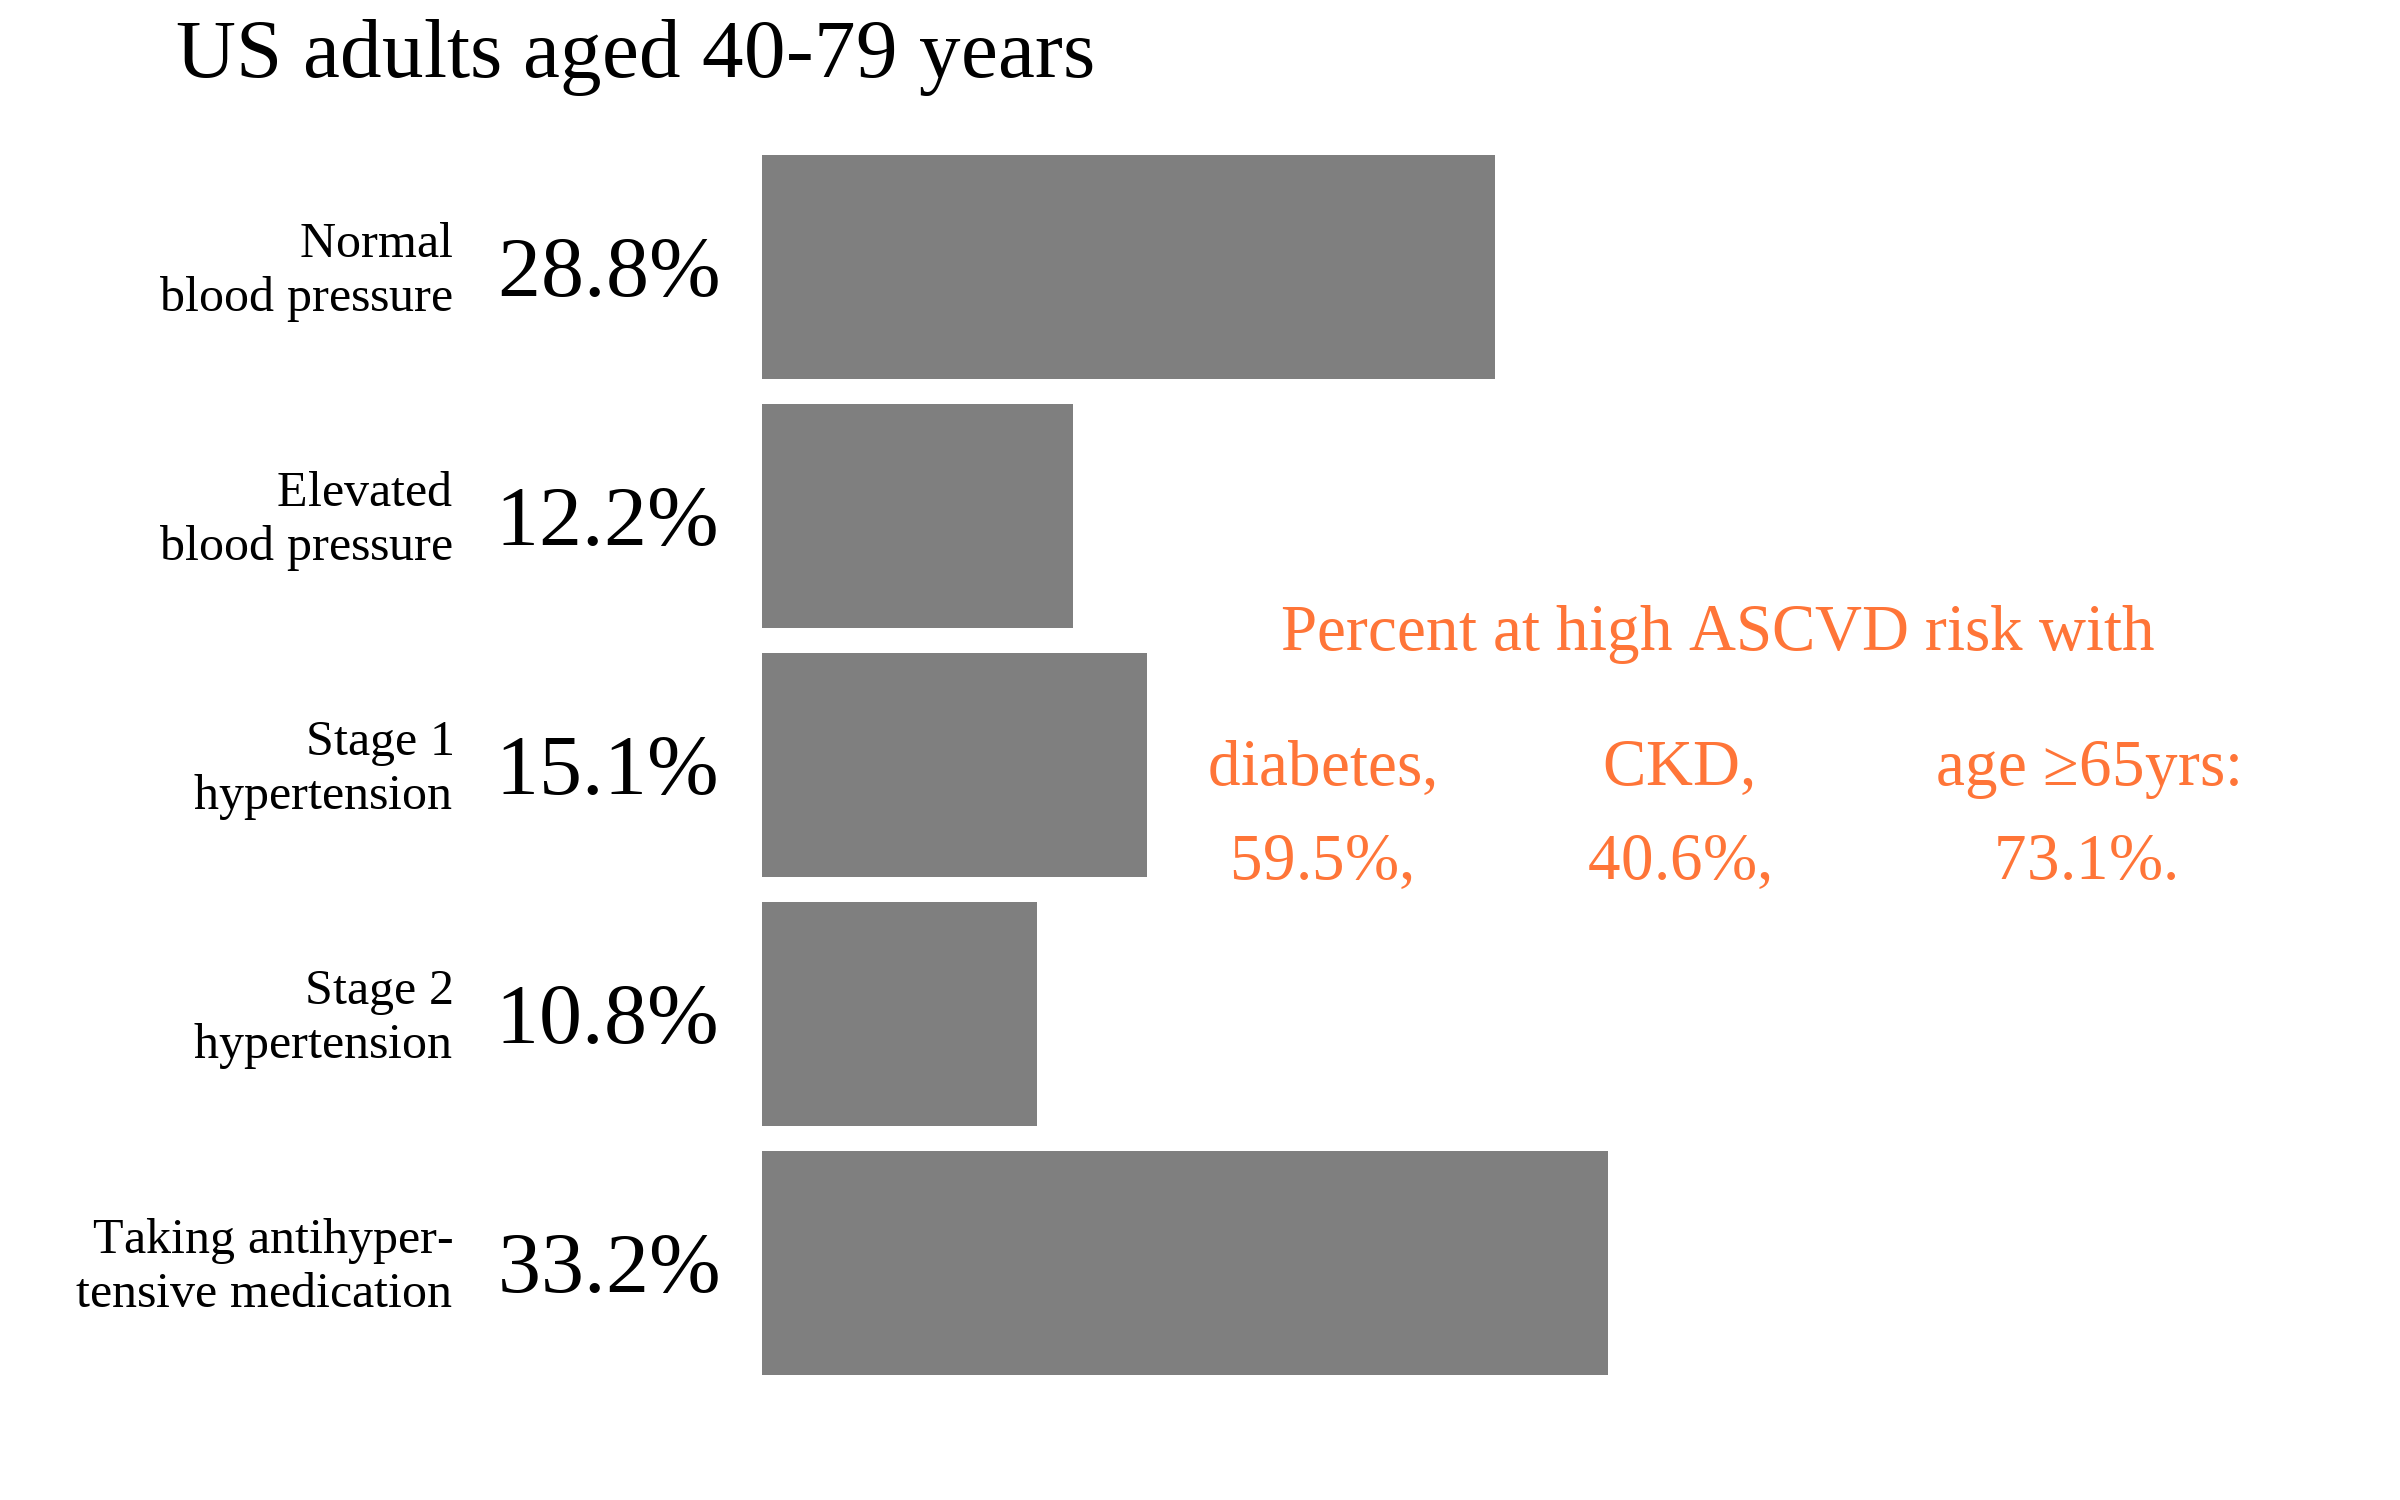 US adults aged 40-79 years
Normal
blood pressure
28.8%
Elevated
blood pressure
12.2%
Stage 1
hypertension
15.1%
Percent at high ASCVD risk with
diabetes, CKD, age ≥65yrs:
59.5%, 40.6%, 73.1%.
Stage 2
hypertension
10.8%
Taking antihyper-
tensive medication
33.2%